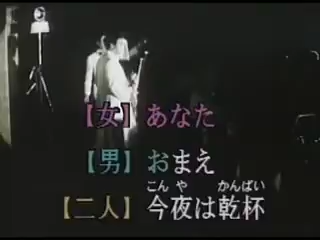 【女】あなた
【男】おまえ
こんや かんぱい
【二人】今夜は乾杯